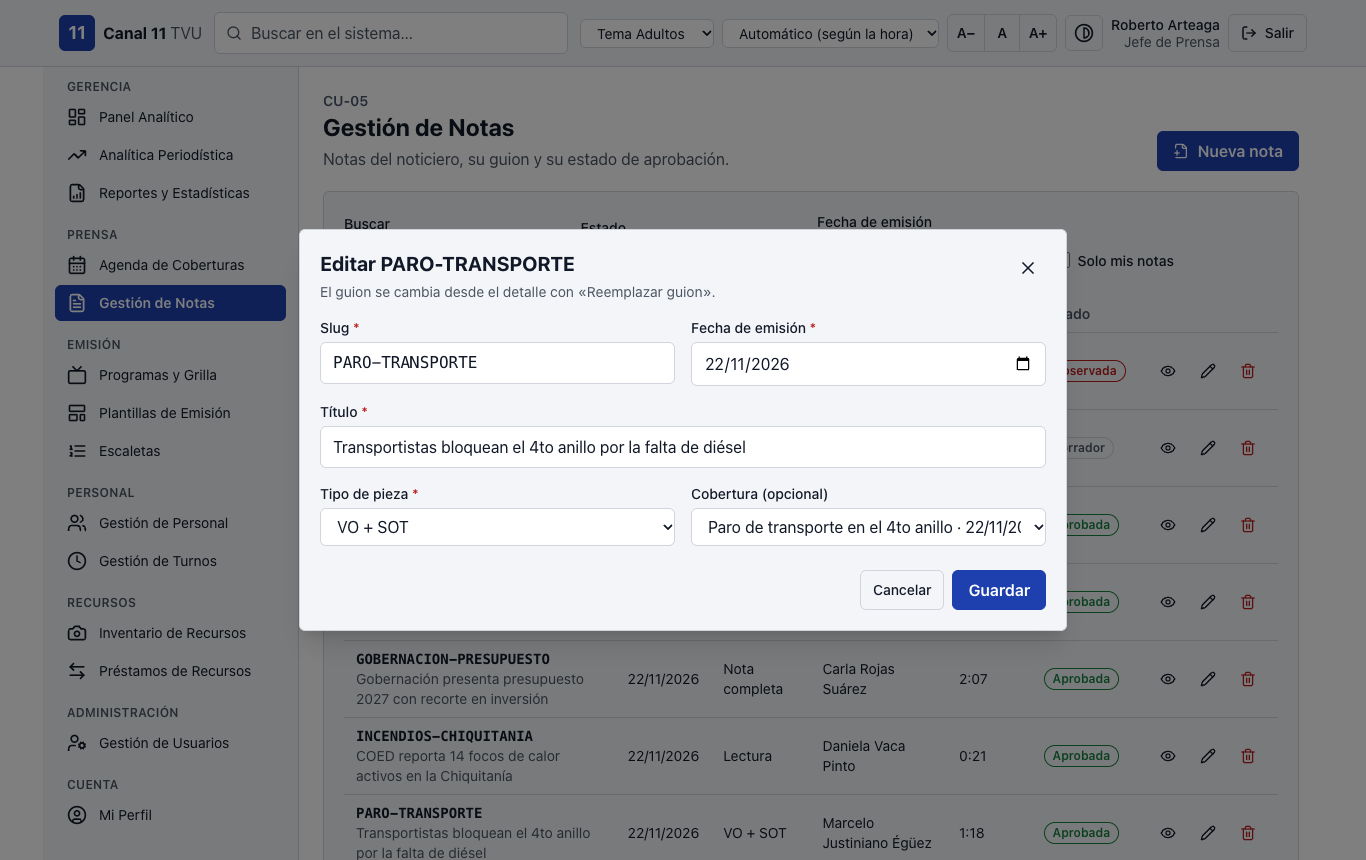 11 Canal 11 TVU
Buscar en el sistema...
Tema Adultos
Automático (según la hora)
A−
A
A+
Roberto Arteaga
Jefe de Prensa
Salir
GERENCIA
Panel Analítico
Analítica Periodística
Reportes y Estadísticas
PRENSA
Agenda de Coberturas
Gestión de Notas
EMISIÓN
Programas y Grilla
Plantillas de Emisión
Escaletas
PERSONAL
Gestión de Personal
Gestión de Turnos
RECURSOS
Inventario de Recursos
Préstamos de Recursos
ADMINISTRACIÓN
Gestión de Usuarios
CUENTA
Mi Perfil
CU-05
Gestión de Notas
Notas del noticiero, su guion y su estado de aprobación.
Nueva nota
Buscar
Estado
Fecha de emisión
Solo mis notas
Editar PARO-TRANSPORTE
El guion se cambia desde el detalle con «Reemplazar guion».
Slug *
PARO-TRANSPORTE
Fecha de emisión *
22/11/2026
Título *
Transportistas bloquean el 4to anillo por la falta de diésel
Tipo de pieza *
VO + SOT
Cobertura (opcional)
Paro de transporte en el 4to anillo · 22/11/20
Cancelar
Guardar
GOBERNACION-PRESUPUESTO
Gobernación presenta presupuesto
2027 con recorte en inversión
22/11/2026
Nota
completa
Carla Rojas
Suárez
2:07
Aprobada
INCENDIOS-CHIQUITANIA
COED reporta 14 focos de calor
activos en la Chiquitanía
22/11/2026
Lectura
Daniela Vaca
Pinto
0:21
Aprobada
PARO-TRANSPORTE
Transportistas bloquean el 4to anillo
por la falta de diésel
22/11/2026
VO + SOT
Marcelo
Justiniano Égüez
1:18
Aprobada